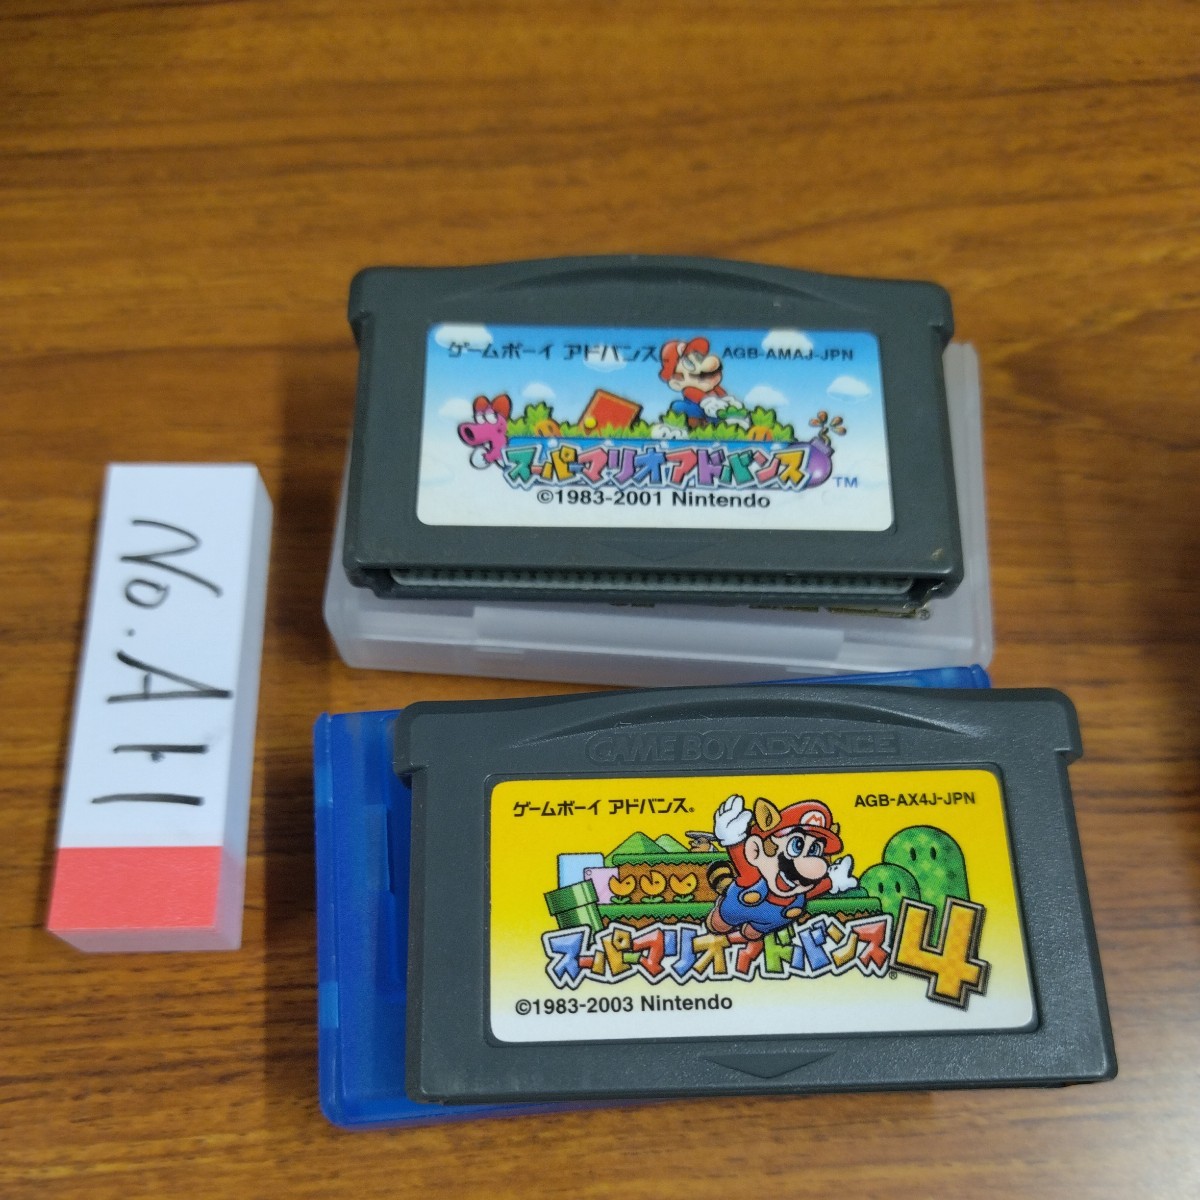 No.A11
ゲームボーイ アドバンス
AGB-AMAJ-JPN
スーパーマリオアドバンス TM
©1983-2001 Nintendo
GAME BOY ADVANCE
ゲームボーイ アドバンス®
AGB-AX4J-JPN
M
スーパーマリオアドバンス®4
©1983-2003 Nintendo